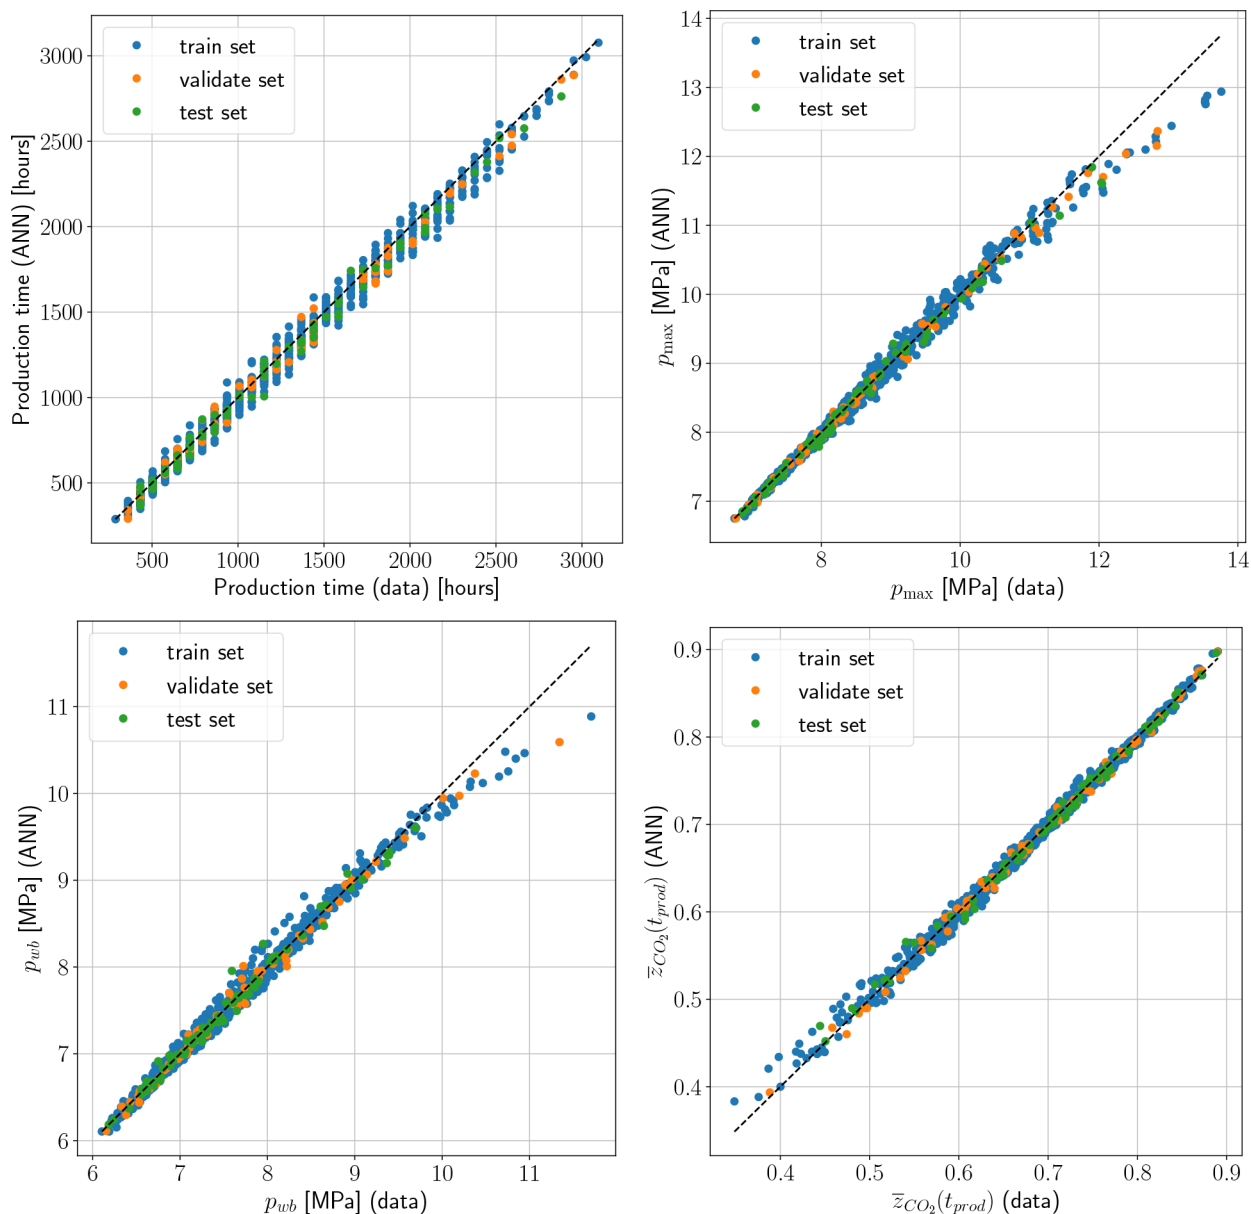 train set
validate set
test set
3000
2500
2000
1500
1000
500
Production time (ANN) [hours]
500 1000 1500 2000 2500 3000
Production time (data) [hours]
train set
validate set
test set
14
13
12
11
10
9
8
7
p_max [MPa] (ANN)
8 10 12 14
p_max [MPa] (data)
train set
validate set
test set
11
10
9
8
7
6
p_wb [MPa] (ANN)
6 7 8 9 10 11
p_wb [MPa] (data)
train set
validate set
test set
0.9
0.8
0.7
0.6
0.5
0.4
z̅_CO₂(t_prod) (ANN)
0.4 0.5 0.6 0.7 0.8 0.9
z̅_CO₂(t_prod) (data)